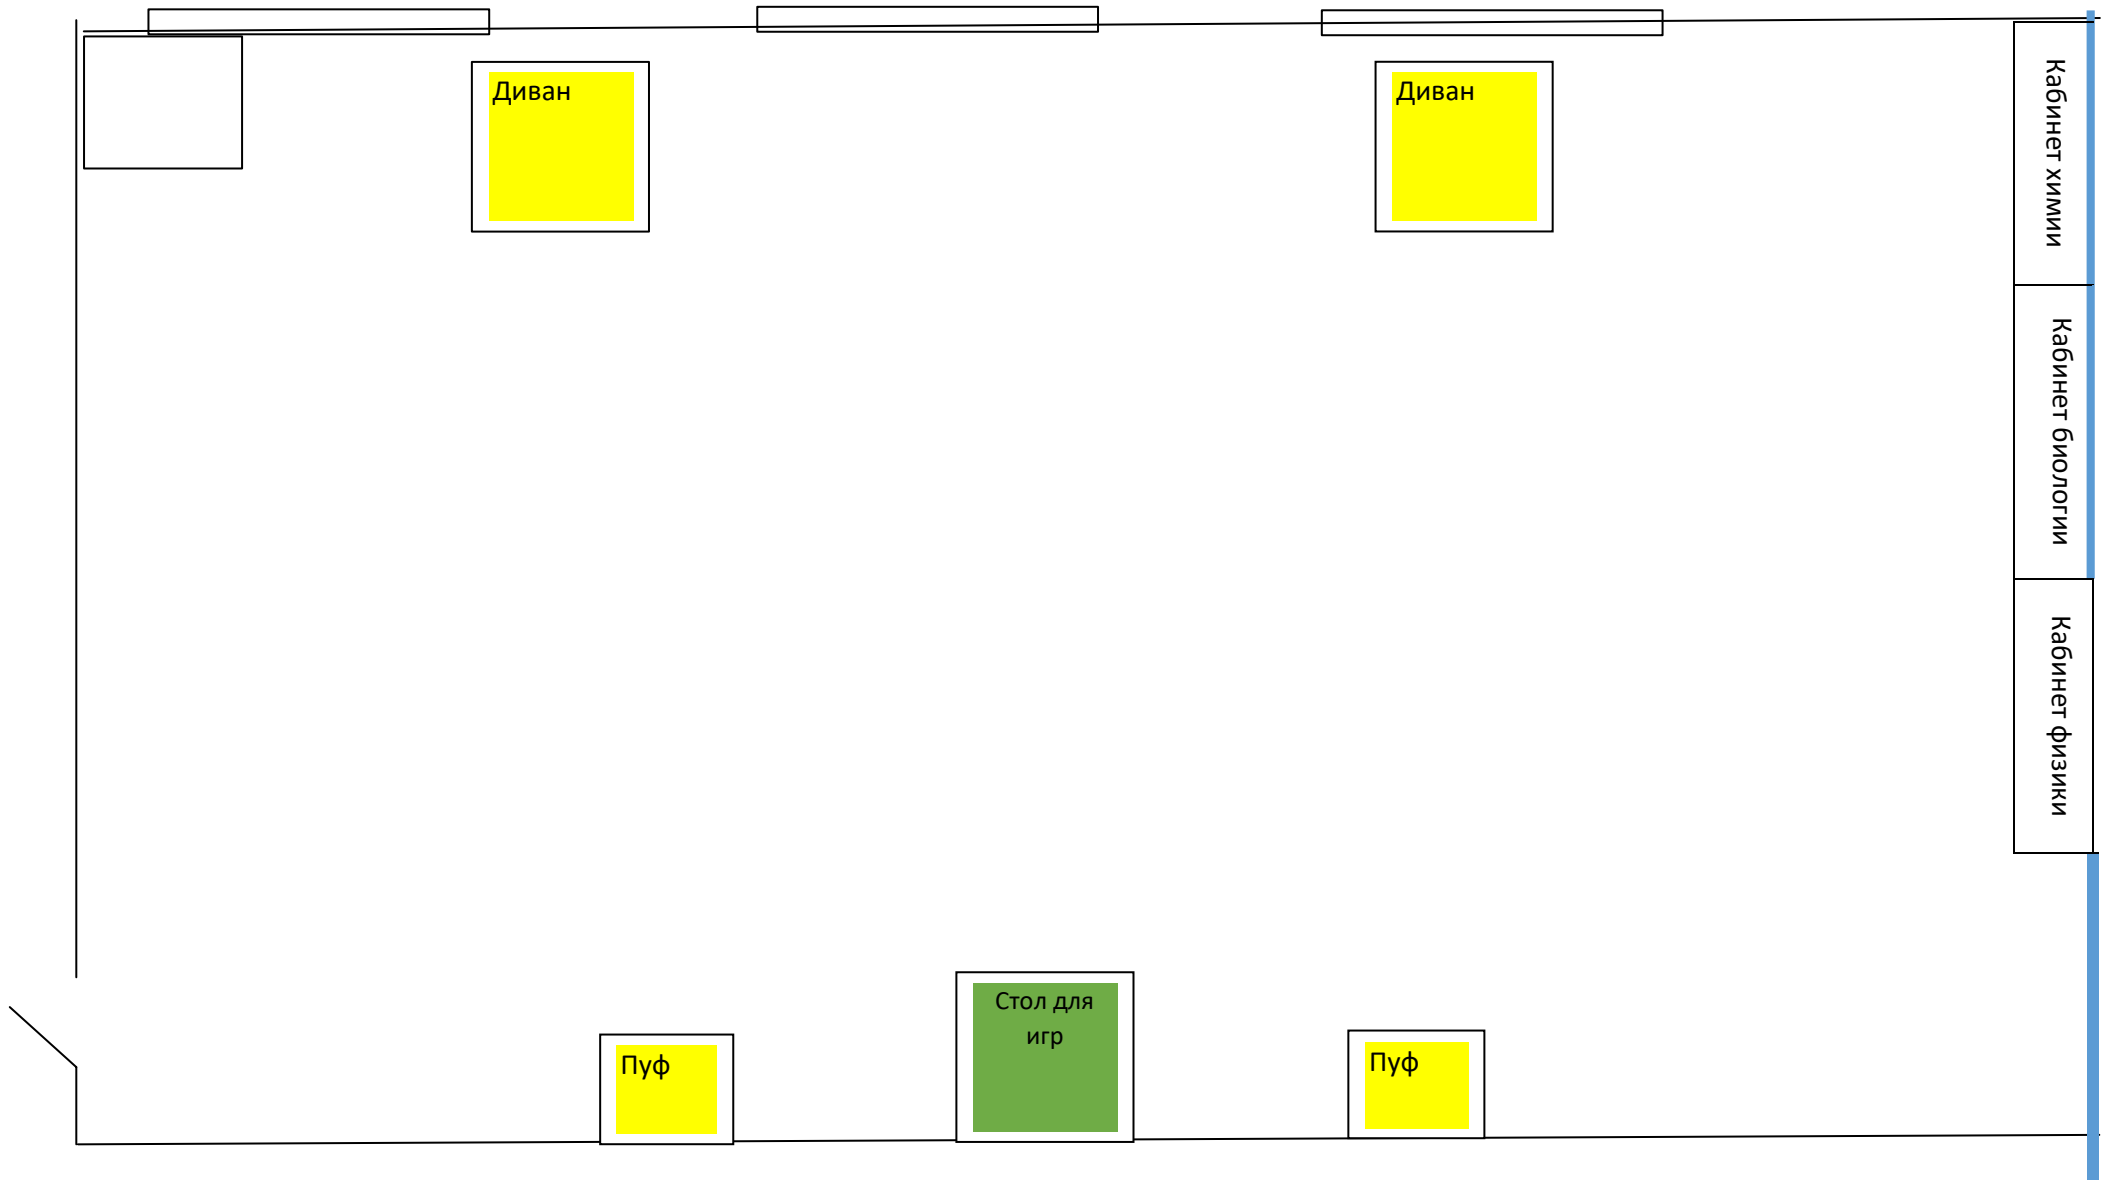 Диван
Диван
Кабинет химии
Кабинет биологии
Кабинет физики
Стол для
игр
Пуф
Пуф